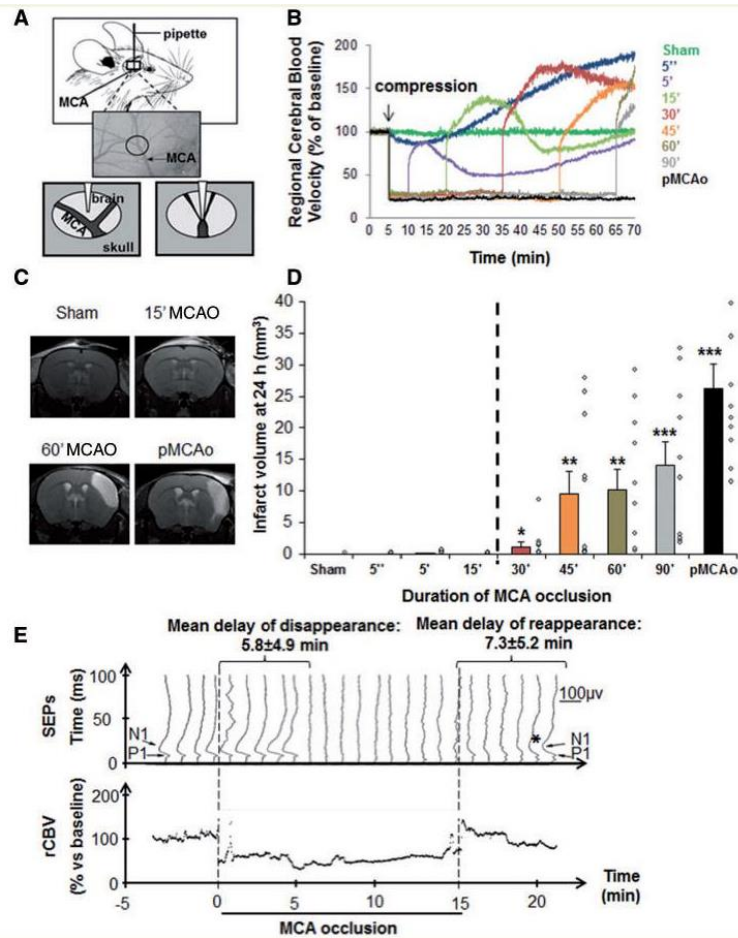 A
pipette
MCA
MCA
brain
MCA
skull
B
Regional Cerebral Blood
Velocity (% of baseline)
200
150
100
50
0
compression
0 5 10 15 20 25 30 35 40 45 50 55 60 65 70
Time (min)
Sham
5''
5'
15'
30'
45'
60'
90'
pMCAo
C
Sham 15' MCAO
60' MCAO pMCAo
D
Infarct volume at 24 h (mm³)
40
35
30
25
20
15
10
5
0
* ** ** *** ***
Sham 5'' 5' 15' 30' 45' 60' 90' pMCAo
Duration of MCA occlusion
E
Mean delay of disappearance:
5.8±4.9 min
Mean delay of reappearance:
7.3±5.2 min
SEPs
Time (ms)
100
50
0
N1
P1
100μv
*
N1
P1
rCBV
(% vs baseline)
200
100
0
-5 0 5 10 15 20
Time
(min)
MCA occlusion